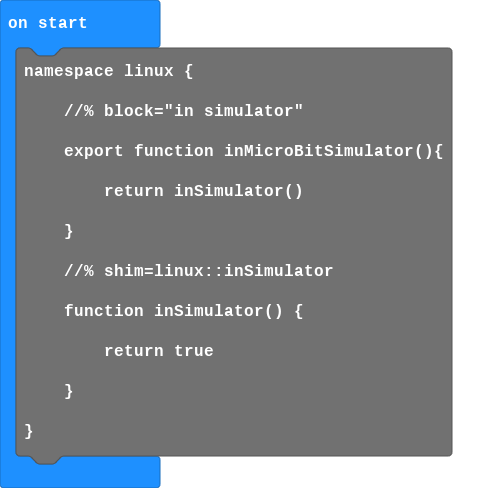 on start
namespace linux {
//% block="in simulator"
export function inMicroBitSimulator(){
return inSimulator()
}
//% shim=linux::inSimulator
function inSimulator() {
return true
}
}